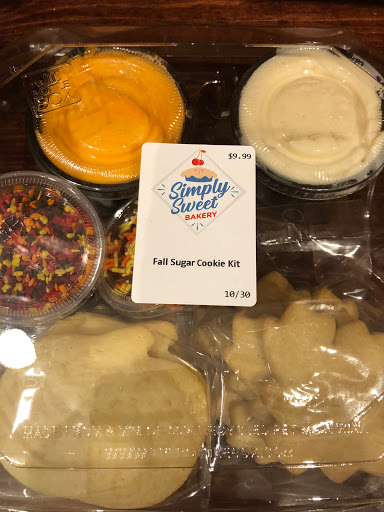 $9.99
Simply
Sweet
BAKERY
Fall Sugar Cookie Kit
10/30